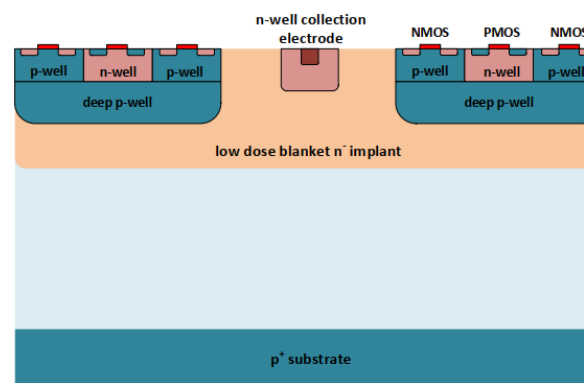 n-well collection
electrode
NMOS PMOS NMOS
p-well n-well p-well p-well n-well p-well
deep p-well deep p-well
low dose blanket n⁻ implant
p⁺ substrate